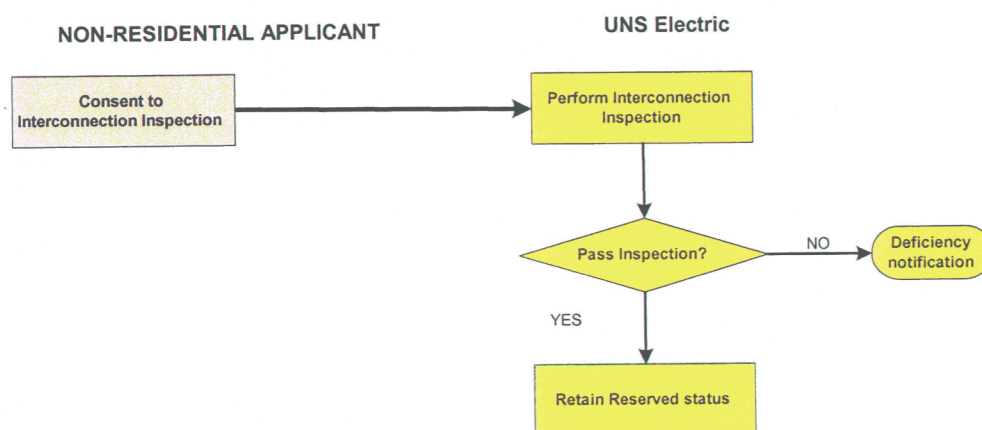 NON-RESIDENTIAL APPLICANT
UNS Electric
Consent to
Interconnection Inspection
Perform Interconnection
Inspection
Pass Inspection?
NO
Deficiency
notification
YES
Retain Reserved status